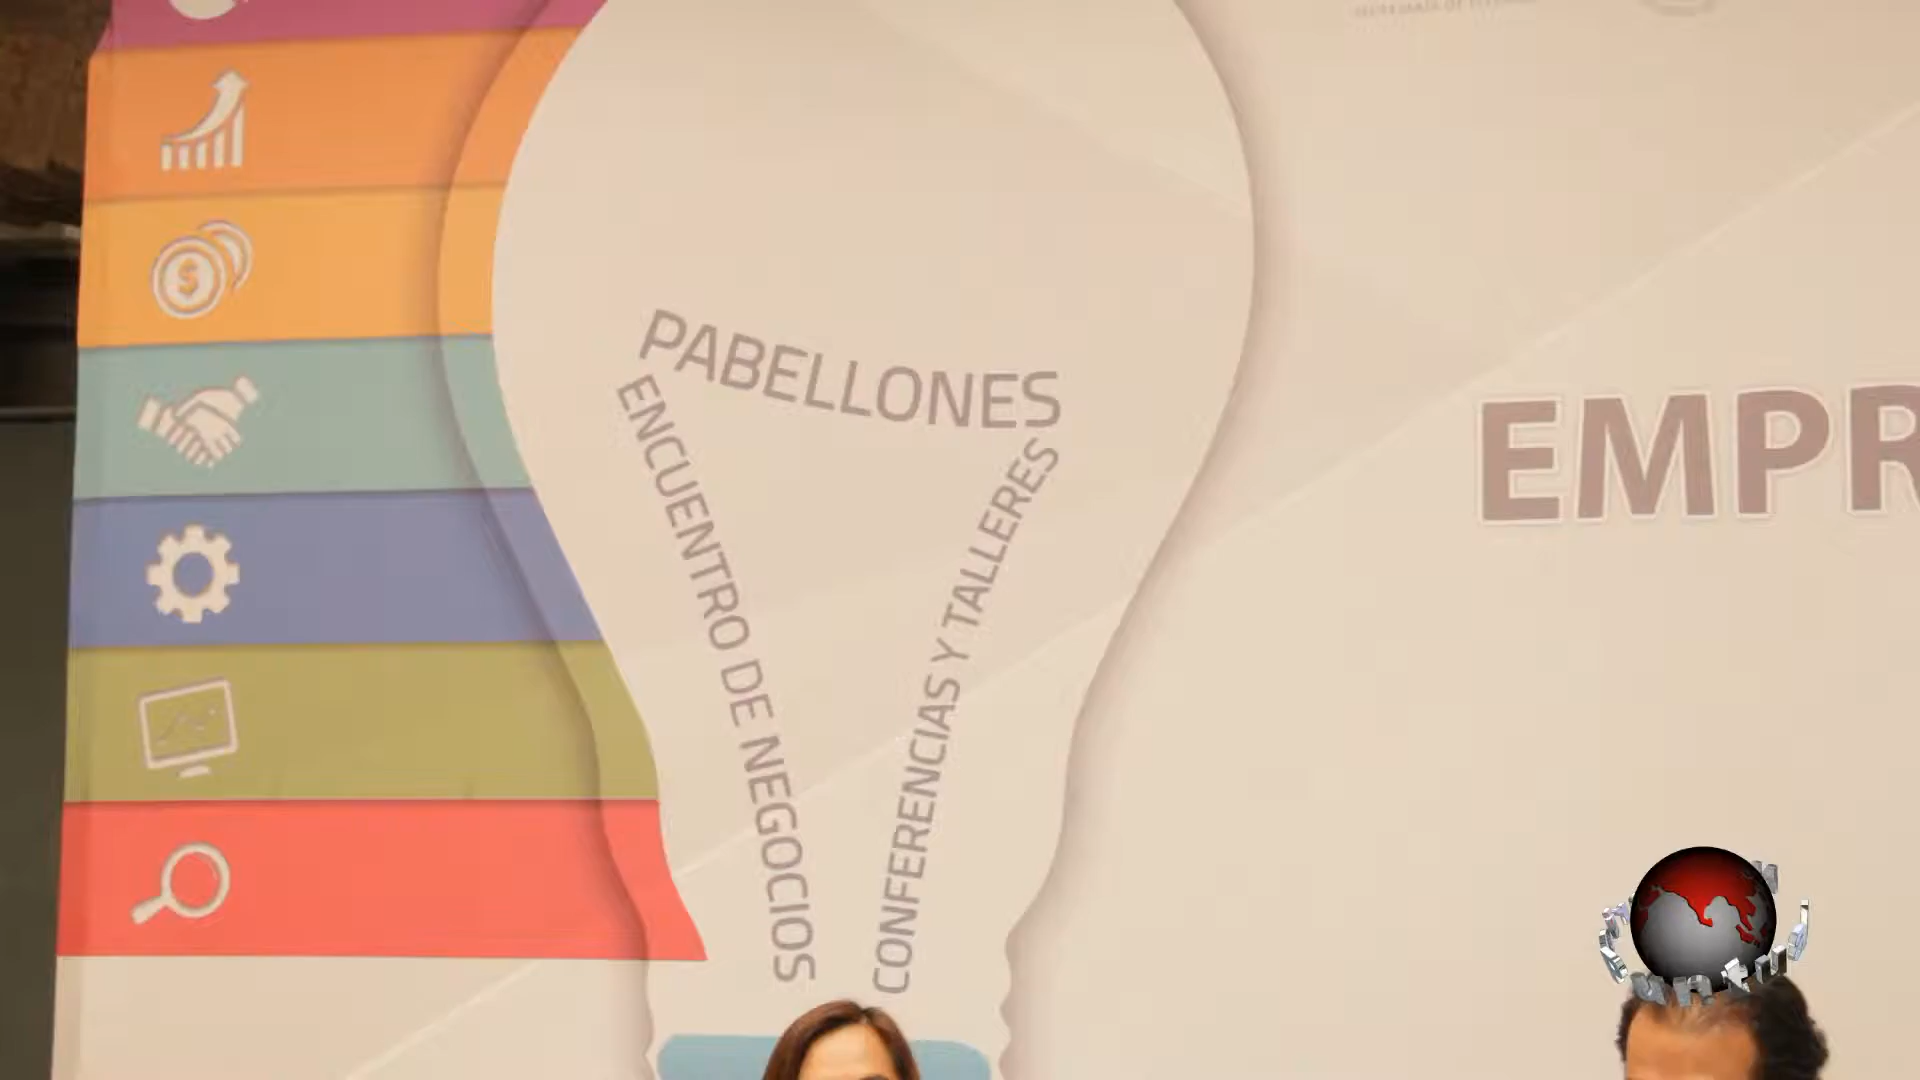 PABELLONES
ENCUENTRO DE NEGOCIOS
CONFERENCIAS Y TALLERES
EMPR
$